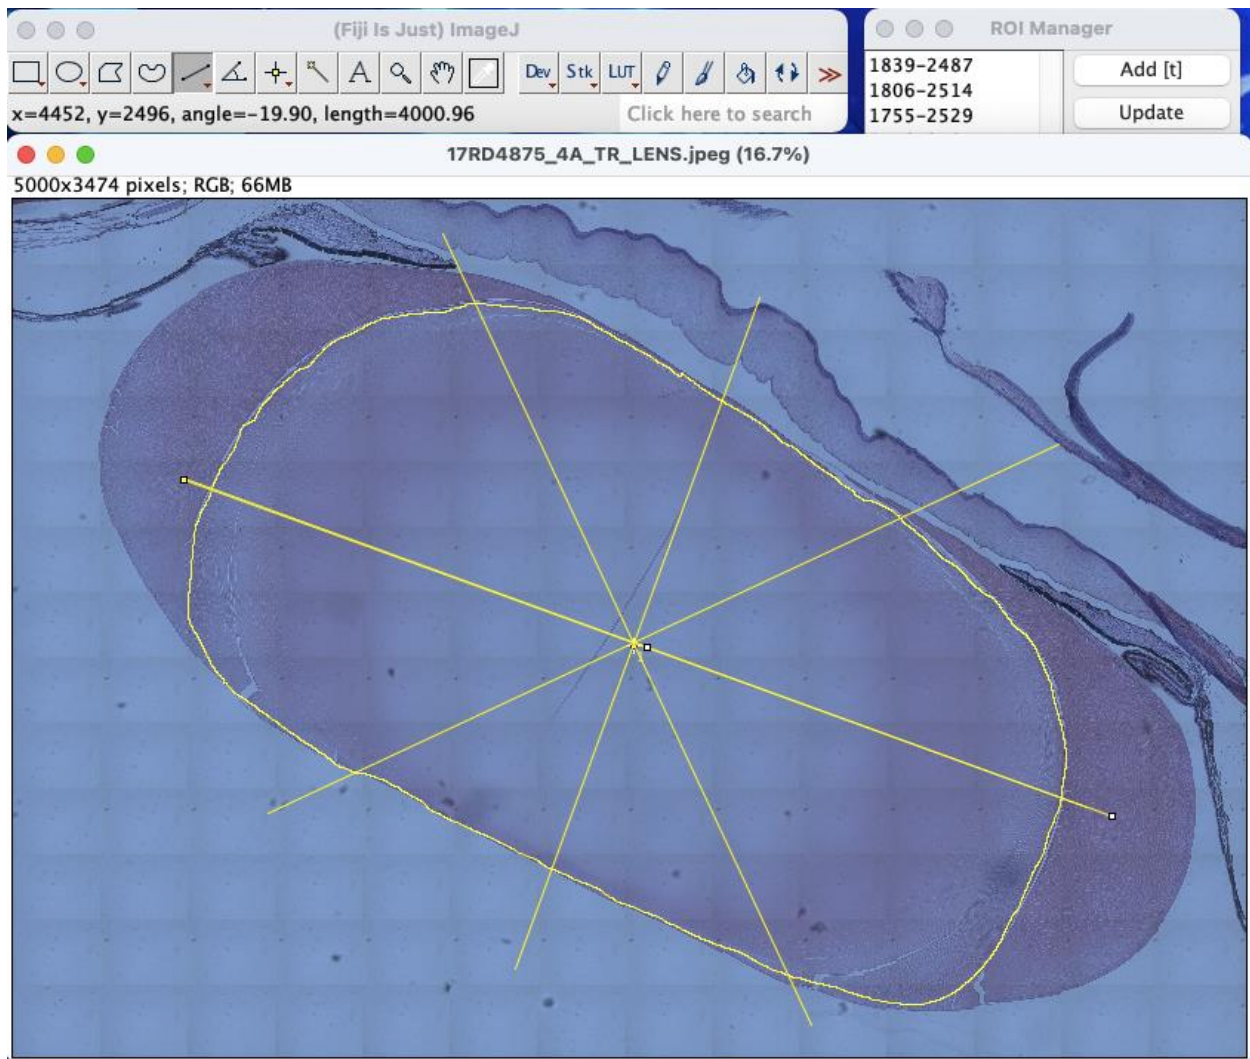 (Fiji Is Just) ImageJ
Dev Stk LUT
x=4452, y=2496, angle=-19.90, length=4000.96
Click here to search
ROI Manager
1839-2487
1806-2514
1755-2529
Add [t]
Update
17RD4875_4A_TR_LENS.jpeg (16.7%)
5000x3474 pixels; RGB; 66MB